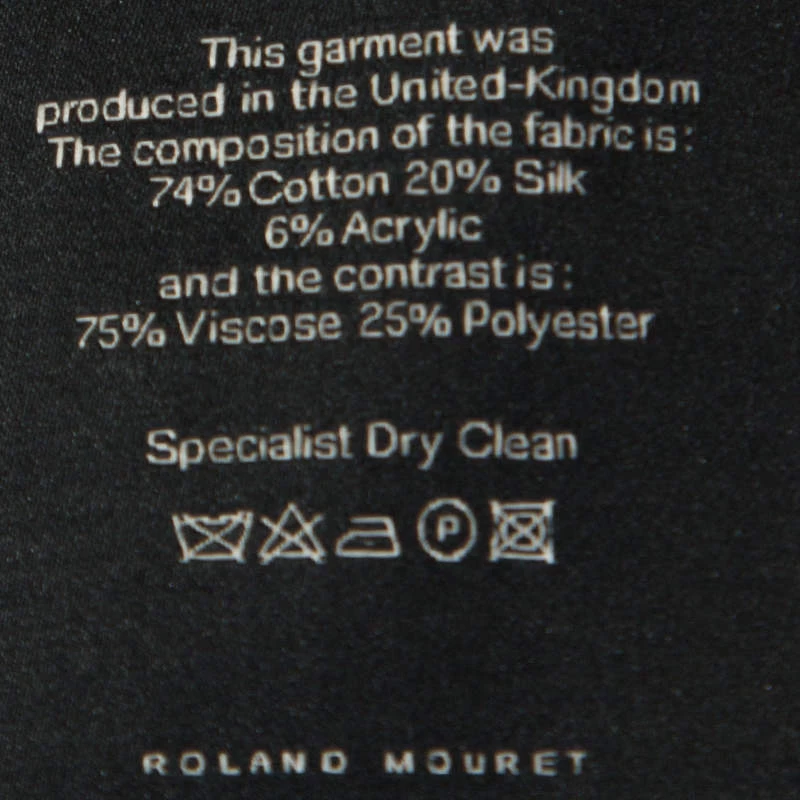 This garment was
produced in the United-Kingdom
The composition of the fabric is:
74% Cotton 20% Silk
6% Acrylic
and the contrast is:
75% Viscose 25% Polyester
Specialist Dry Clean
P
ROLAND MOURET